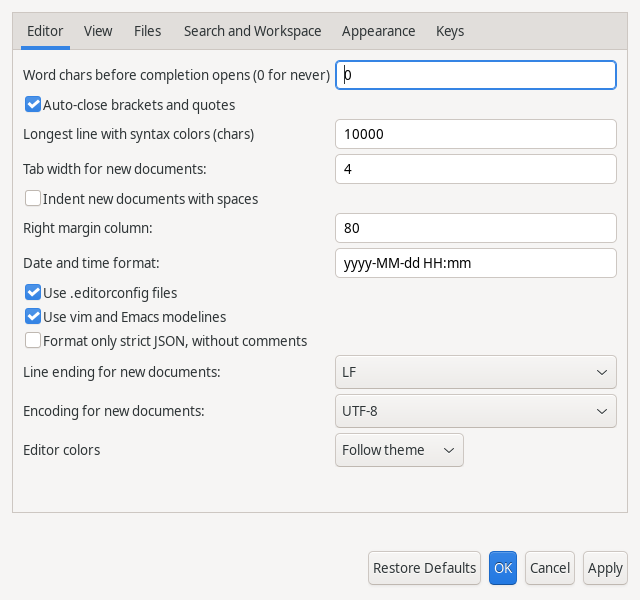 Editor View Files Search and Workspace Appearance Keys
Word chars before completion opens (0 for never) 0
Auto-close brackets and quotes
Longest line with syntax colors (chars) 10000
Tab width for new documents: 4
Indent new documents with spaces
Right margin column: 80
Date and time format: yyyy-MM-dd HH:mm
Use .editorconfig files
Use vim and Emacs modelines
Format only strict JSON, without comments
Line ending for new documents: LF
Encoding for new documents: UTF-8
Editor colors Follow theme
Restore Defaults OK Cancel Apply